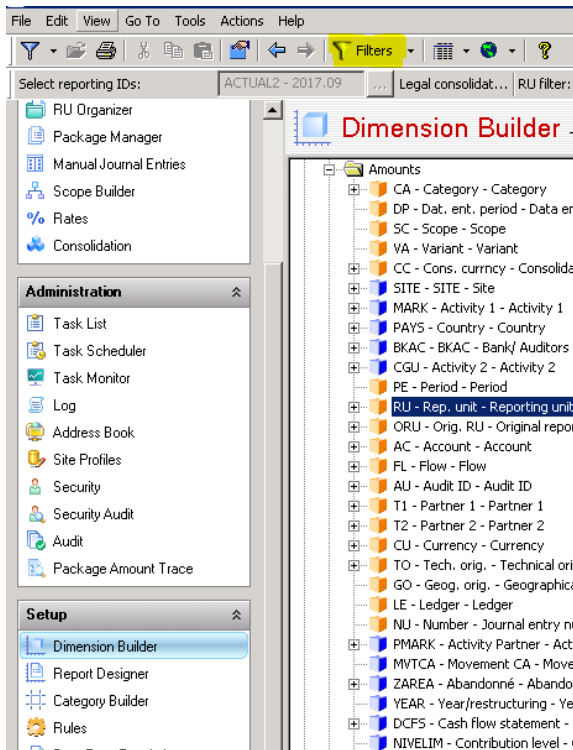 File Edit View Go To Tools Actions Help
Filters
Select reporting IDs: ACTUAL2 - 2017.09 ... Legal consolidat... RU filter:
RU Organizer
Package Manager
Manual Journal Entries
Scope Builder
Rates
Consolidation
Administration
Task List
Task Scheduler
Task Monitor
Log
Address Book
Site Profiles
Security
Security Audit
Audit
Package Amount Trace
Setup
Dimension Builder
Report Designer
Category Builder
Rules
Dimension Builder -
Amounts
CA - Category - Category
DP - Dat. ent. period - Data en
SC - Scope - Scope
VA - Variant - Variant
CC - Cons. currncy - Consolida
SITE - SITE - Site
MARK - Activity 1 - Activity 1
PAYS - Country - Country
BKAC - BKAC - Bank/ Auditors
CGU - Activity 2 - Activity 2
PE - Period - Period
RU - Rep. unit - Reporting unit
ORU - Orig. RU - Original repor
AC - Account - Account
FL - Flow - Flow
AU - Audit ID - Audit ID
T1 - Partner 1 - Partner 1
T2 - Partner 2 - Partner 2
CU - Currency - Currency
TO - Tech. orig. - Technical ori
GO - Geog. orig. - Geographica
LE - Ledger - Ledger
NU - Number - Journal entry nu
PMARK - Activity Partner - Act
MVTCA - Movement CA - Move
ZAREA - Abandonné - Abando
YEAR - Year/restructuring - Ye
DCFS - Cash flow statement -
NIVELIM - Contribution level -